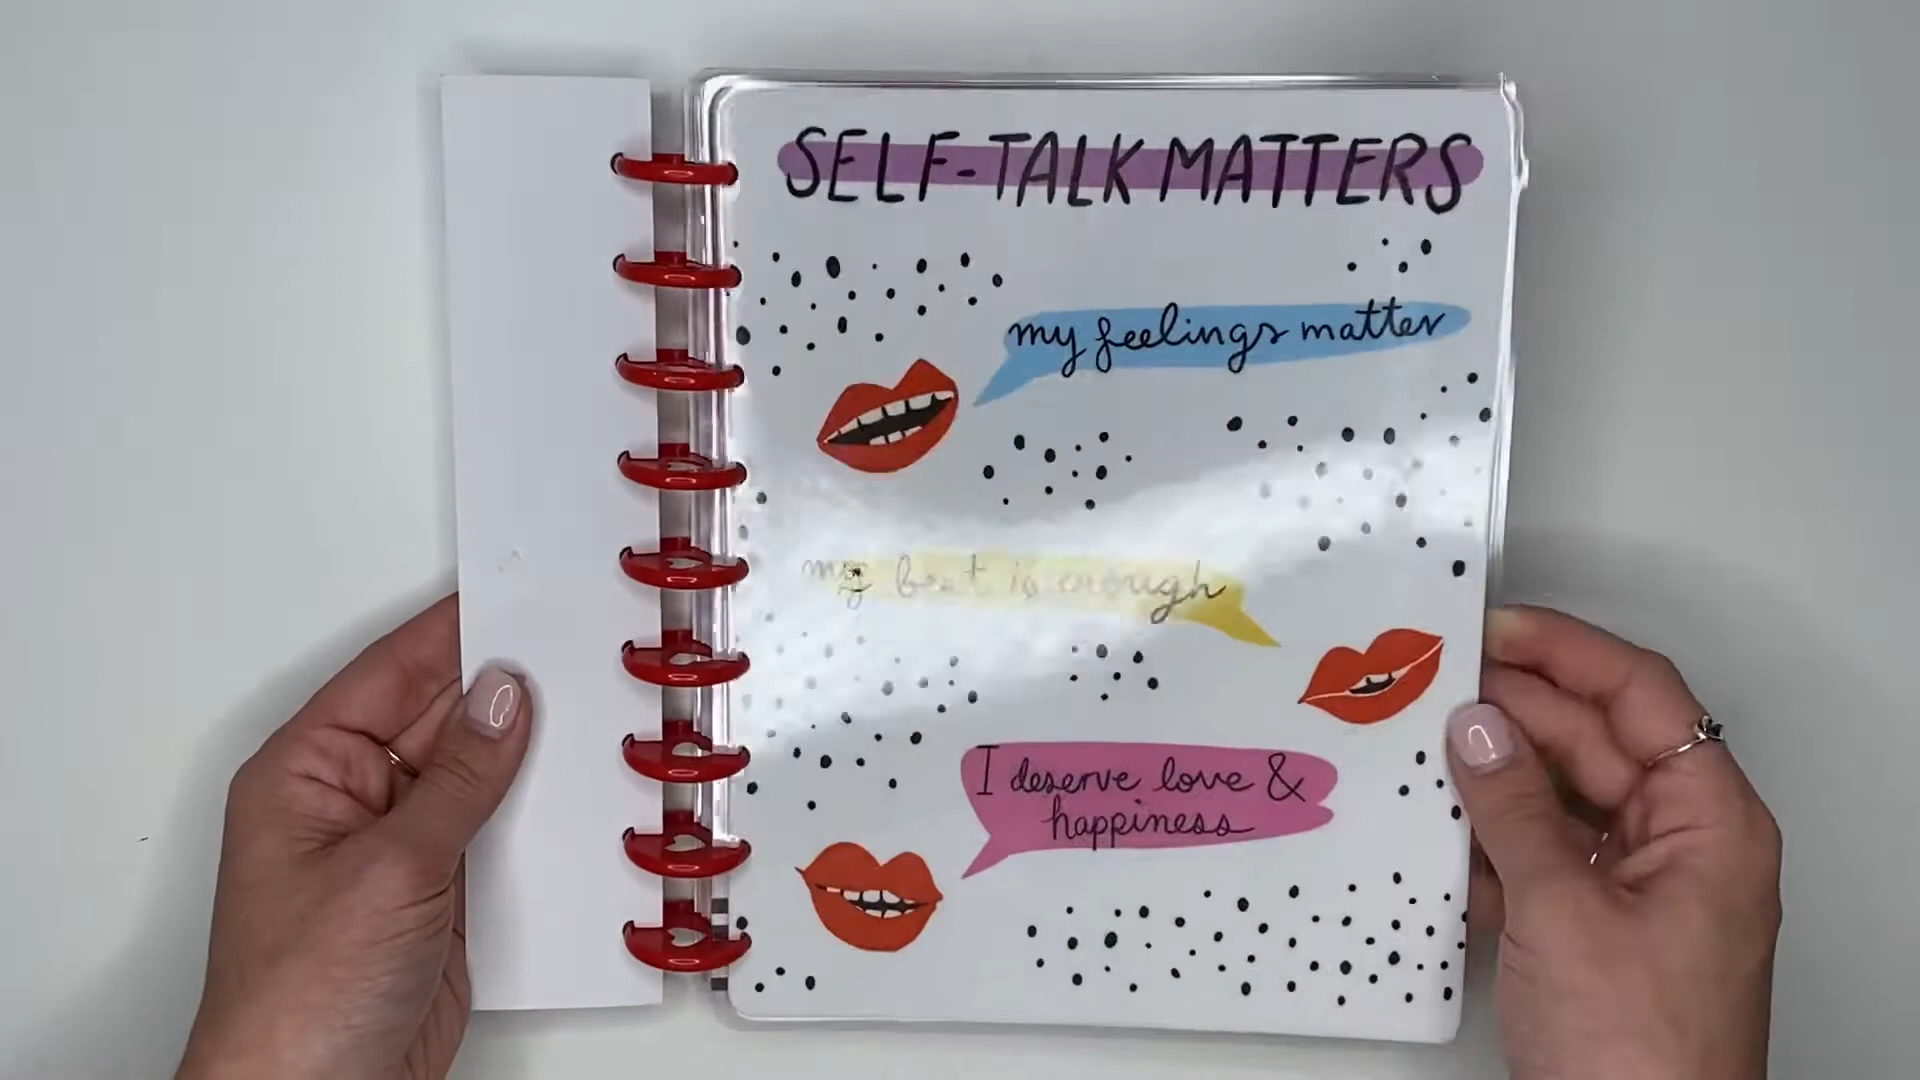 SELF-TALK MATTERS
my feelings matter
my best is enough
I deserve love &
happiness